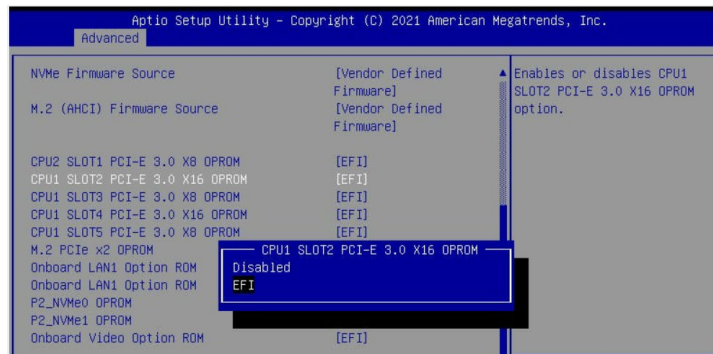 Aptio Setup Utility – Copyright (C) 2021 American Megatrends, Inc.
Advanced
NVMe Firmware Source [Vendor Defined
Firmware]
M.2 (AHCI) Firmware Source [Vendor Defined
Firmware]
CPU2 SLOT1 PCI-E 3.0 X8 OPROM [EFI]
CPU1 SLOT2 PCI-E 3.0 X16 OPROM [EFI]
CPU1 SLOT3 PCI-E 3.0 X8 OPROM [EFI]
CPU1 SLOT4 PCI-E 3.0 X16 OPROM [EFI]
CPU1 SLOT5 PCI-E 3.0 X8 OPROM [EFI]
M.2 PCIe x2 OPROM
Onboard LAN1 Option ROM
Onboard LAN1 Option ROM
P2_NVMe0 OPROM
P2_NVMe1 OPROM
Onboard Video Option ROM [EFI]
CPU1 SLOT2 PCI-E 3.0 X16 OPROM
Disabled
EFI
Enables or disables CPU1
SLOT2 PCI-E 3.0 X16 OPROM
option.